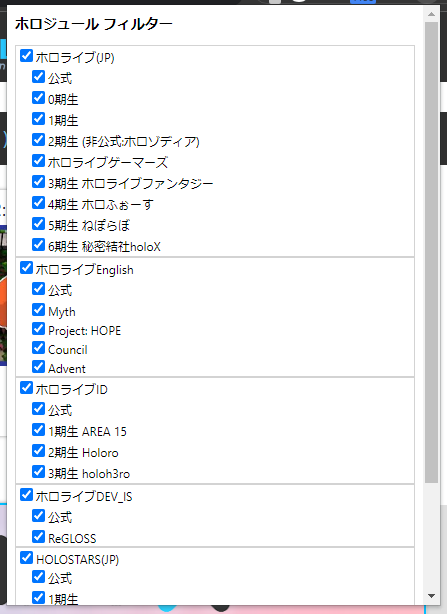 ホロジュール フィルター
ホロライブ(JP)
公式
0期生
1期生
2期生 (非公式:ホロゾディア)
ホロライブゲーマーズ
3期生 ホロライブファンタジー
4期生 ホロふぉーす
5期生 ねぽらぼ
6期生 秘密結社holoX
ホロライブEnglish
公式
Myth
Project: HOPE
Council
Advent
ホロライブID
公式
1期生 AREA 15
2期生 Holoro
3期生 holoh3ro
ホロライブDEV_IS
公式
ReGLOSS
HOLOSTARS(JP)
公式
1期生